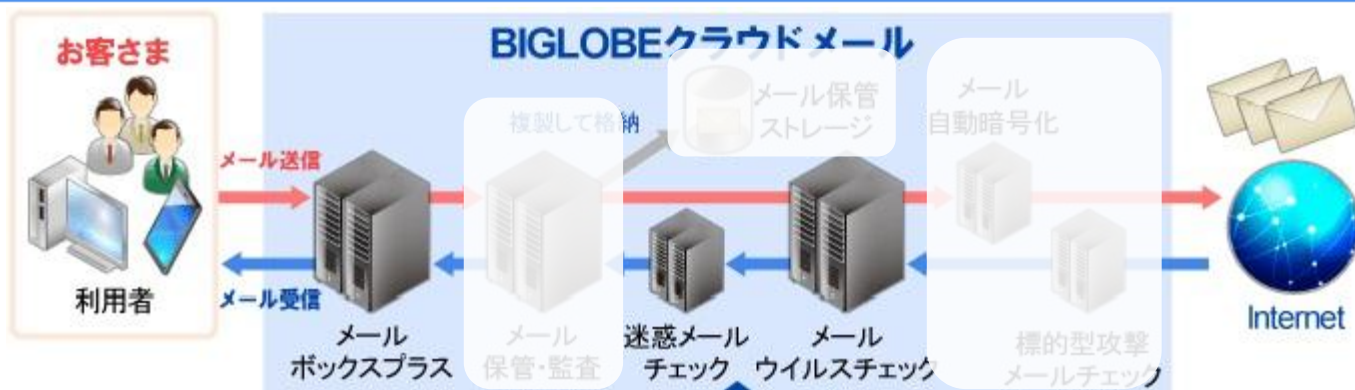 BIGLOBEクラウドメール
お客さま
メール保管
ストレージ
メール
自動暗号化
複製して格納
メール送信
メール受信
利用者
メール
ボックスプラス
メール
保管・監査
迷惑メール
チェック
メール
ウイルスチェック
標的型攻撃
メールチェック
Internet